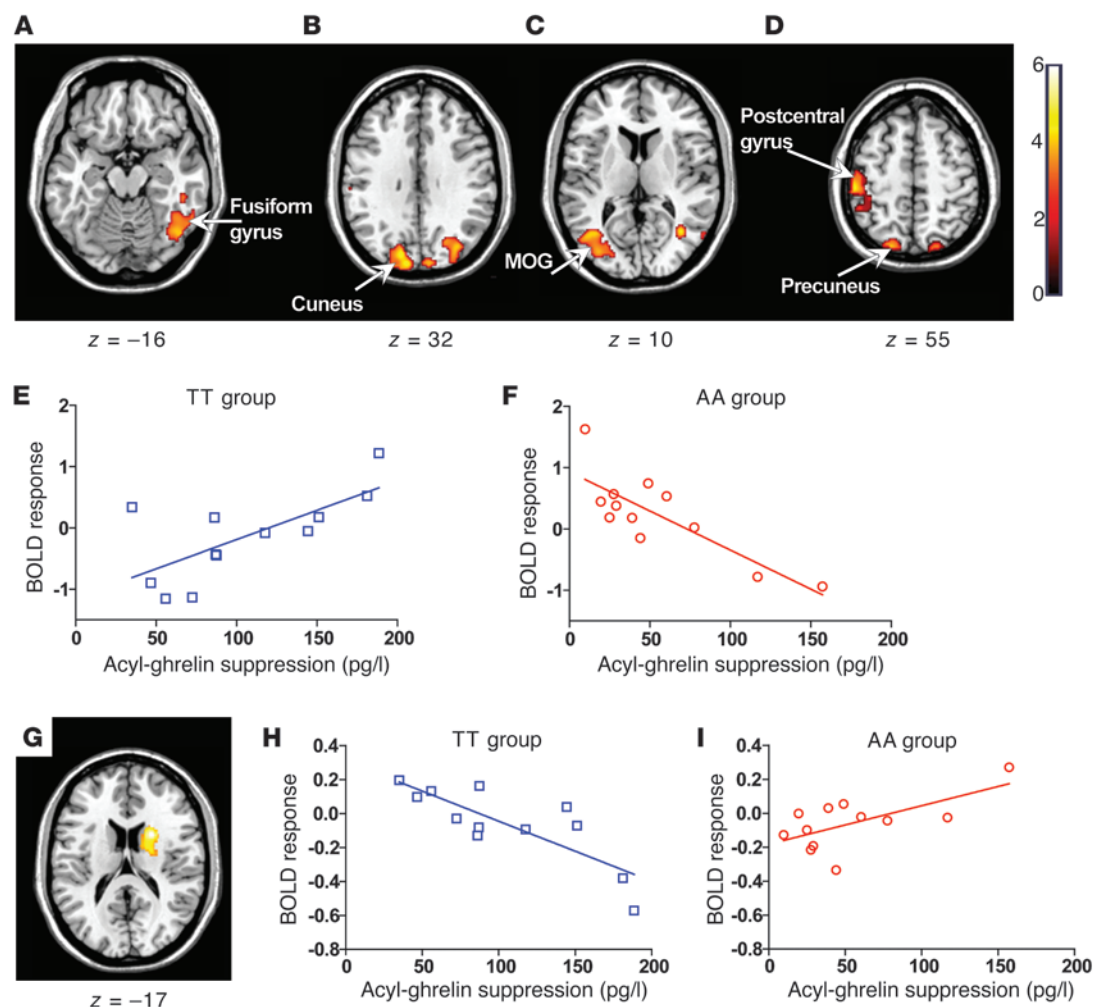 A
B
C
D
Fusiform
gyrus
Cuneus
MOG
Postcentral
gyrus
Precuneus
6
4
2
0
z = −16
z = 32
z = 10
z = 55
E
TT group
2
1
0
-1
BOLD response
0 50 100 150 200
Acyl-ghrelin suppression (pg/l)
F
AA group
2
1
0
-1
BOLD response
0 50 100 150 200
Acyl-ghrelin suppression (pg/l)
G
z = −17
H
TT group
0.4
0.2
0.0
-0.2
-0.4
-0.6
-0.8
BOLD response
0 50 100 150 200
Acyl-ghrelin suppression (pg/l)
I
AA group
0.4
0.2
0.0
-0.2
-0.4
-0.6
-0.8
BOLD response
0 50 100 150 200
Acyl-ghrelin suppression (pg/l)